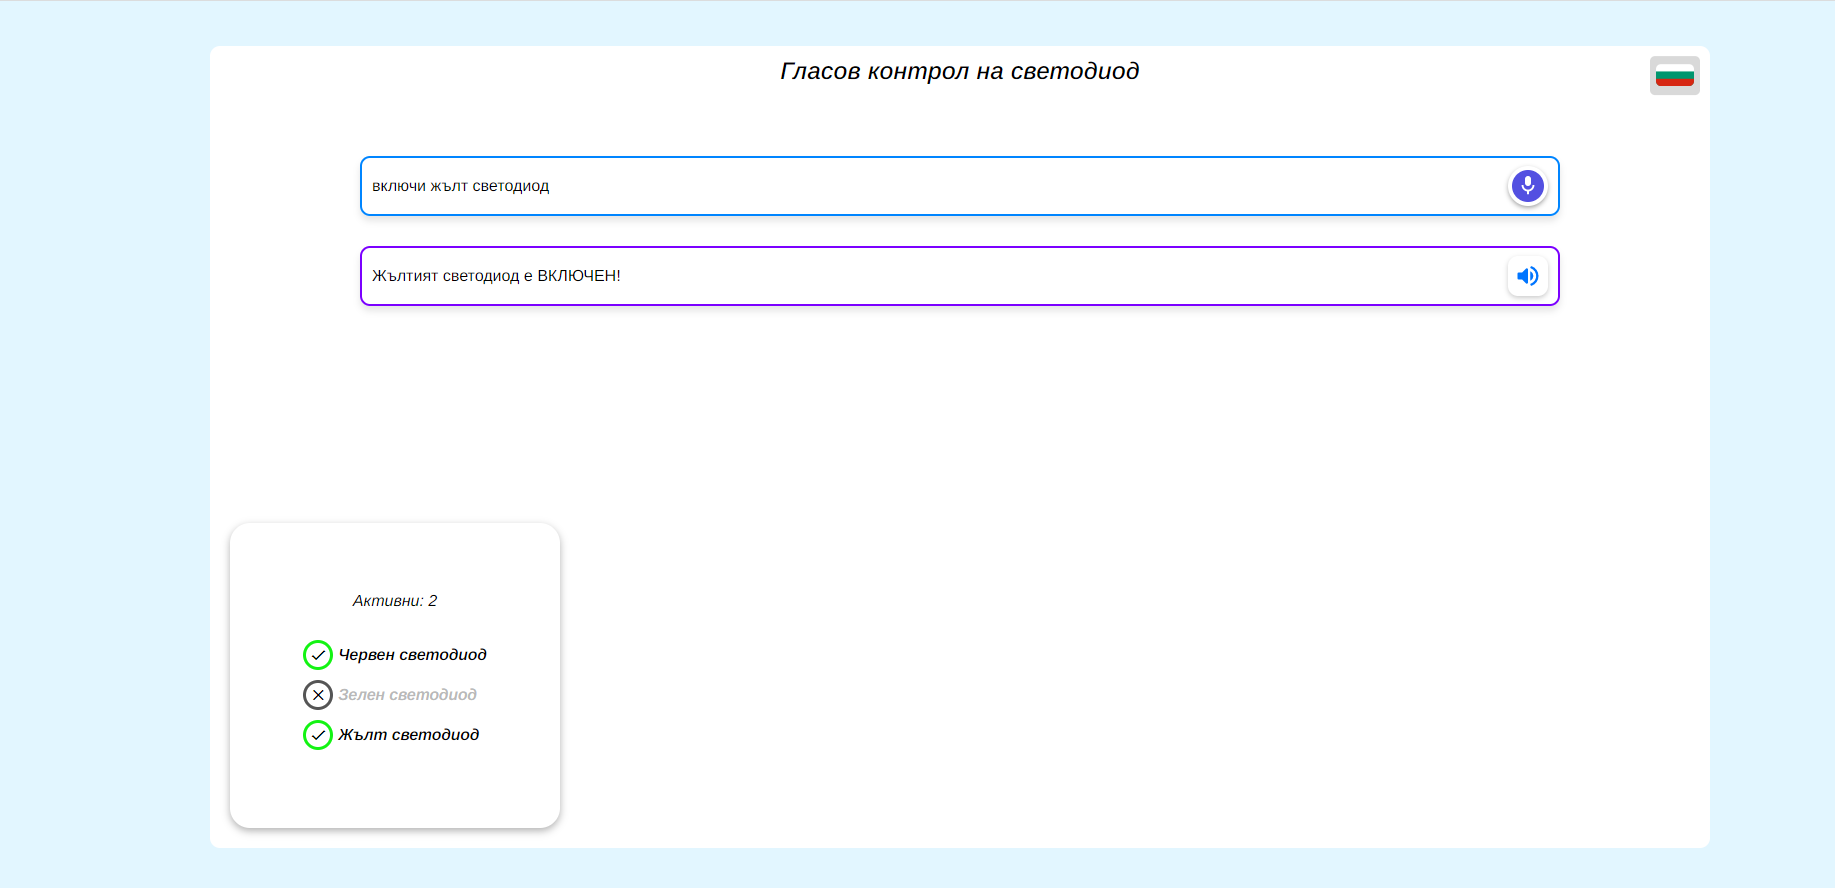 Гласов контрол на светодиод
включи жълт светодиод
Жълтият светодиод е ВКЛЮЧЕН!
Активни: 2
Червен светодиод
Зелен светодиод
Жълт светодиод